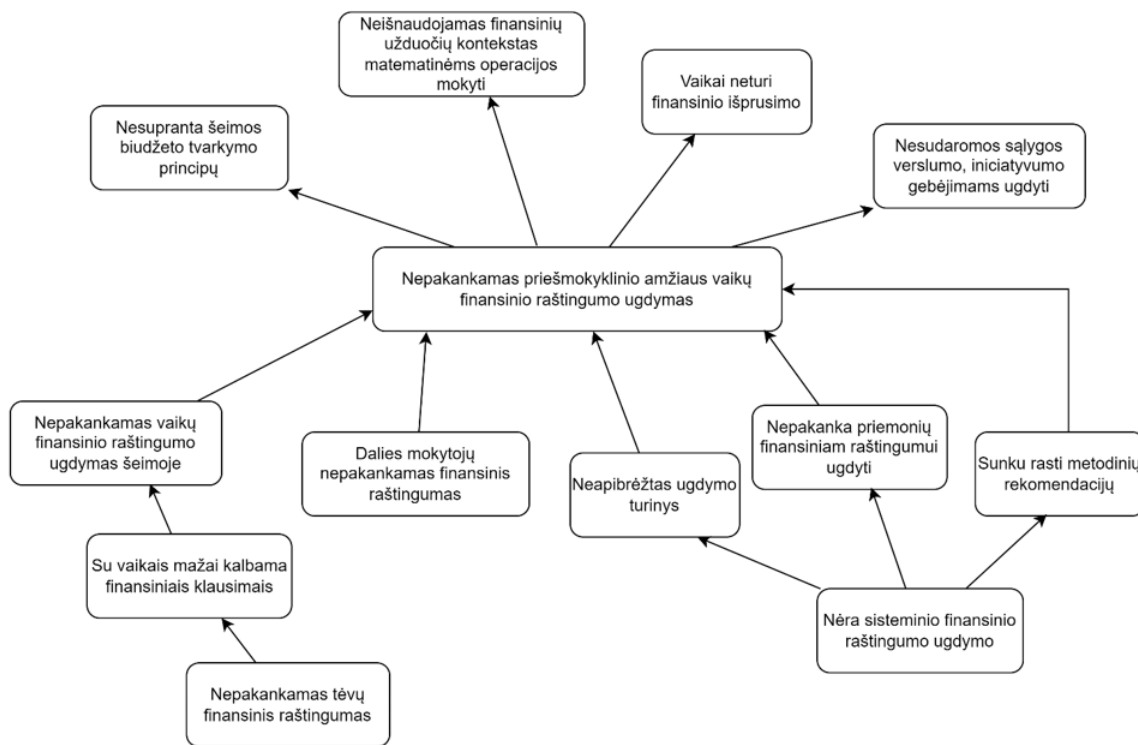 Neišnaudojamas finansinių
užduočių kontekstas
matematinėms operacijos
mokyti
Vaikai neturi
finansinio išprusimo
Nesupranta šeimos
biudžeto tvarkymo
principų
Nesudaromos sąlygos
verslumo, iniciatyvumo
gebėjimams ugdyti
Nepakankamas priešmokyklinio amžiaus vaikų
finansinio raštingumo ugdymas
Nepakankamas vaikų
finansinio raštingumo
ugdymas šeimoje
Dalies mokytojų
nepakankamas finansinis
raštingumas
Neapibrėžtas ugdymo
turinys
Nepakanka priemonių
finansiniam raštingumui
ugdyti
Sunku rasti metodinių
rekomendacijų
Su vaikais mažai kalbama
finansiniais klausimais
Nėra sisteminio finansinio
raštingumo ugdymo
Nepakankamas tėvų
finansinis raštingumas